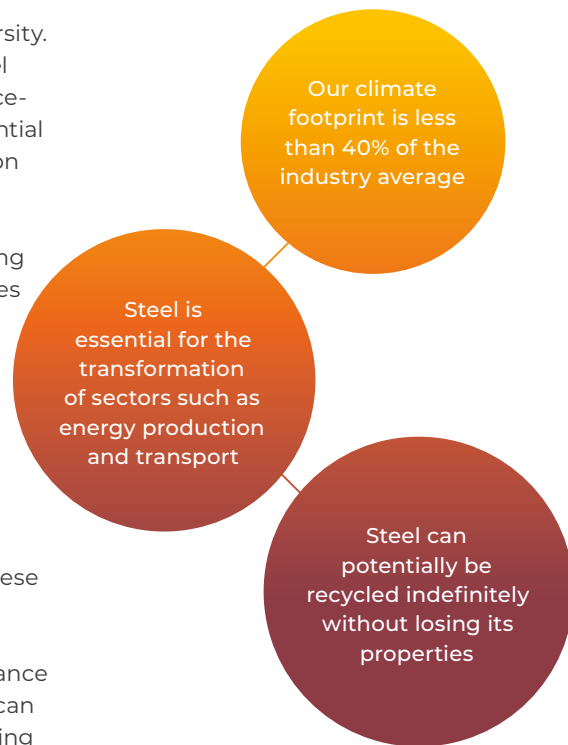 rsity.
el
ce-
ntial
on
ng
es
ese
ance
can
ing
Our climate
footprint is less
than 40% of the
industry average
Steel is
essential for the
transformation
of sectors such as
energy production
and transport
Steel can
potentially be
recycled indefinitely
without losing its
properties